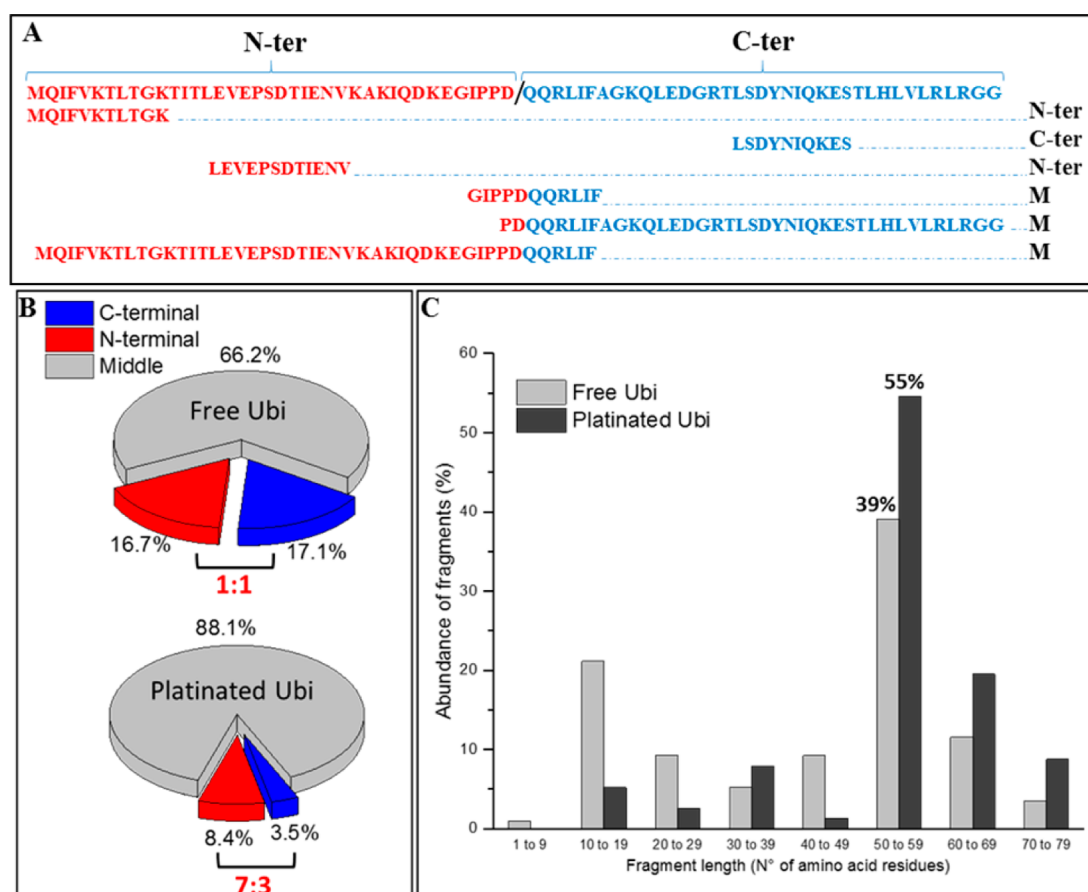 A
N-ter C-ter
MQIFVKTLTGKTITLEVEPSDTIENVKAKIQDKEGIPPD/QQRLIFAGKQLEDGRTLSDYNIQKESTLHLVLRLRGG
MQIFVKTLTGK N-ter
LSDYNIQKES C-ter
LEVEPSDTIENV N-ter
GIPPDQQRLIF M
PDQQRLIFAGKQLEDGRTLSDYNIQKESTLHLVLRLRGG M
MQIFVKTLTGKTITLEVEPSDTIENVKAKIQDKEGIPPDQQRLIF M
B
C-terminal
N-terminal
Middle
66.2%
Free Ubi
16.7% 17.1%
1:1
88.1%
Platinated Ubi
8.4% 3.5%
7:3
C
Abundance of fragments (%)
60
50
40
30
20
10
0
Free Ubi
Platinated Ubi
55%
39%
1 to 9 10 to 19 20 to 29 30 to 39 40 to 49 50 to 59 60 to 69 70 to 79
Fragment length (N° of amino acid residues)